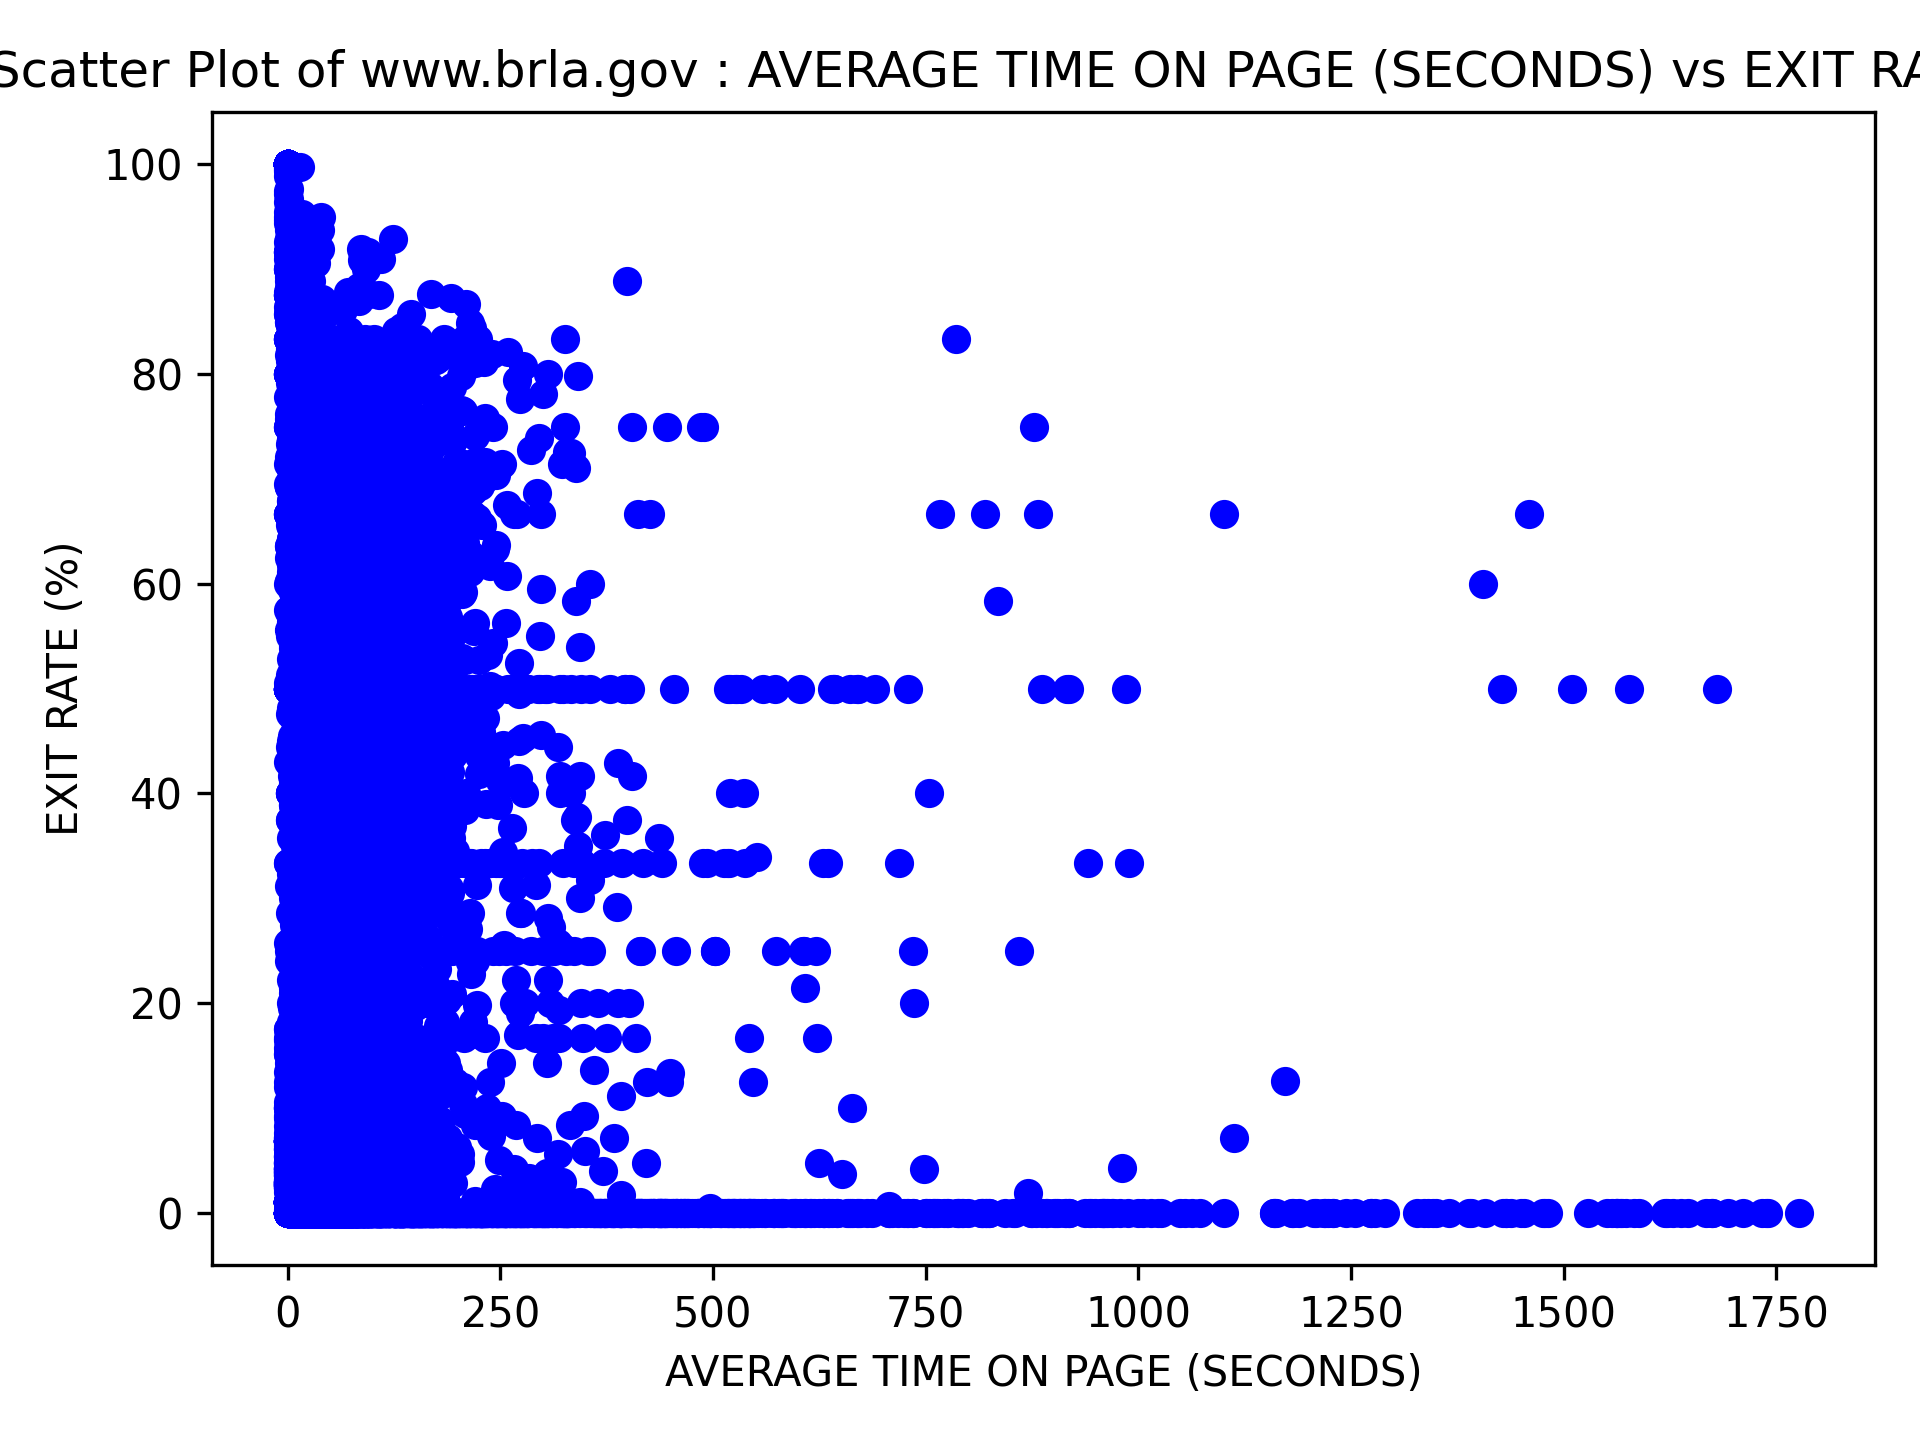 Scatter Plot of www.brla.gov : AVERAGE TIME ON PAGE (SECONDS) vs EXIT RA
100
80
60
40
20
0
EXIT RATE (%)
0 250 500 750 1000 1250 1500 1750
AVERAGE TIME ON PAGE (SECONDS)